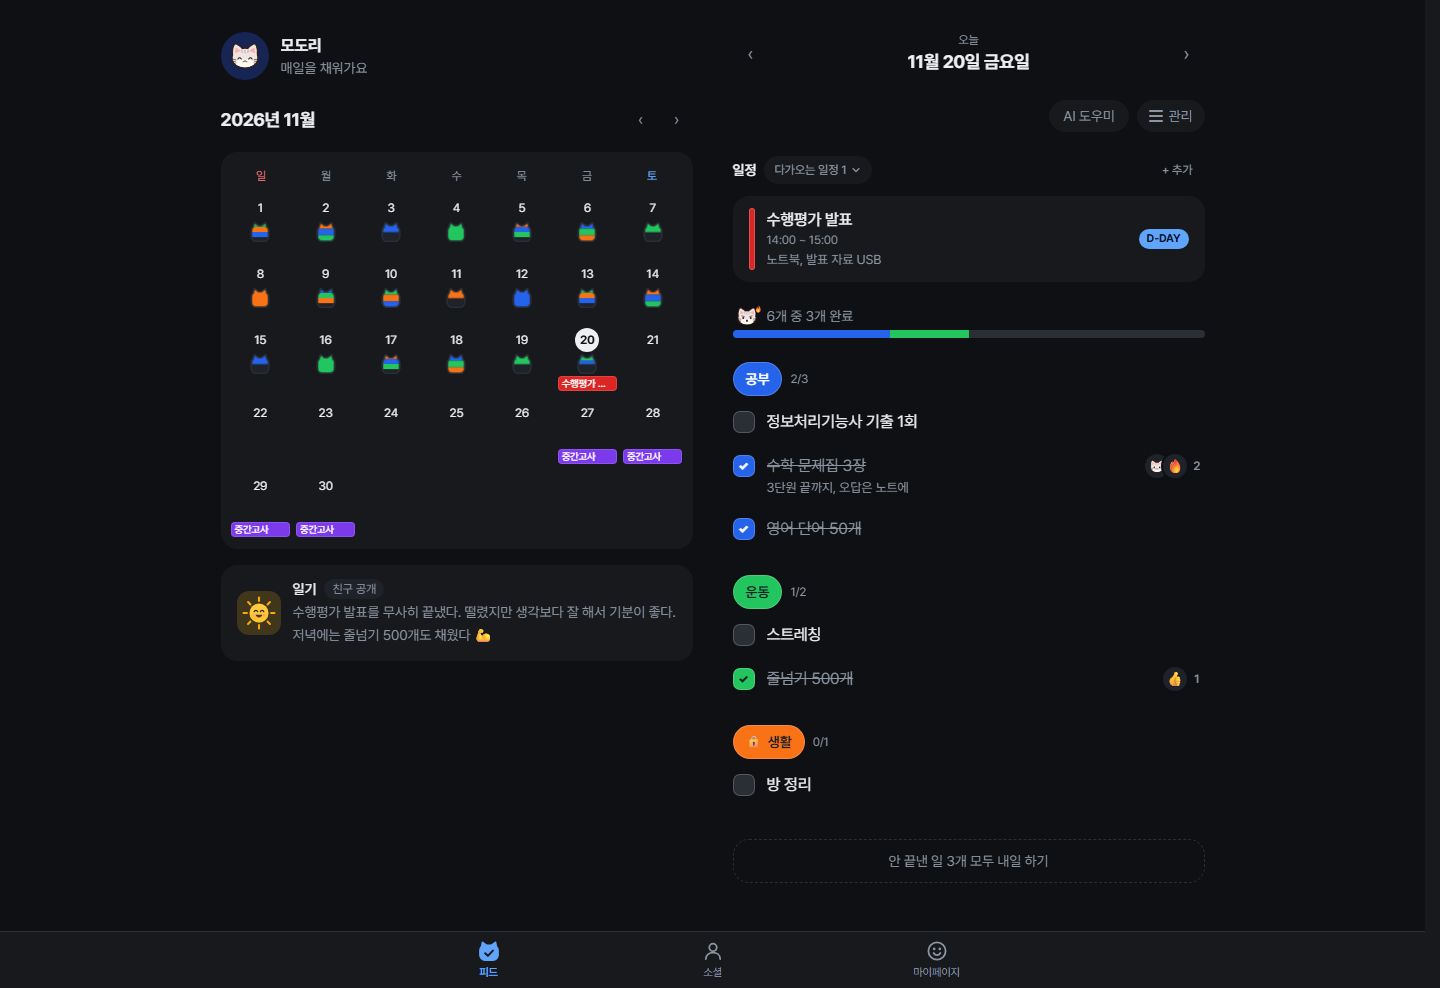 모도리
매일을 채워가요
2026년 11월
‹ ›
일 월 화 수 목 금 토
1 2 3 4 5 6 7
8 9 10 11 12 13 14
15 16 17 18 19 20 21
수행평가 ...
22 23 24 25 26 27 28
중간고사 중간고사
29 30
중간고사 중간고사
일기 친구 공개
수행평가 발표를 무사히 끝냈다. 떨렸지만 생각보다 잘 해서 기분이 좋다.
저녁에는 줄넘기 500개도 채웠다 💪
오늘
‹ 11월 20일 금요일 ›
AI 도우미 관리
일정 다가오는 일정 1 + 추가
수행평가 발표
14:00 ~ 15:00
노트북, 발표 자료 USB
D-DAY
6개 중 3개 완료
공부 2/3
정보처리기능사 기출 1회
수학 문제집 3장 2
3단원 끝까지, 오답은 노트에
영어 단어 50개
운동 1/2
스트레칭
줄넘기 500개 1
생활 0/1
방 정리
안 끝낸 일 3개 모두 내일 하기
피드 소셜 마이페이지